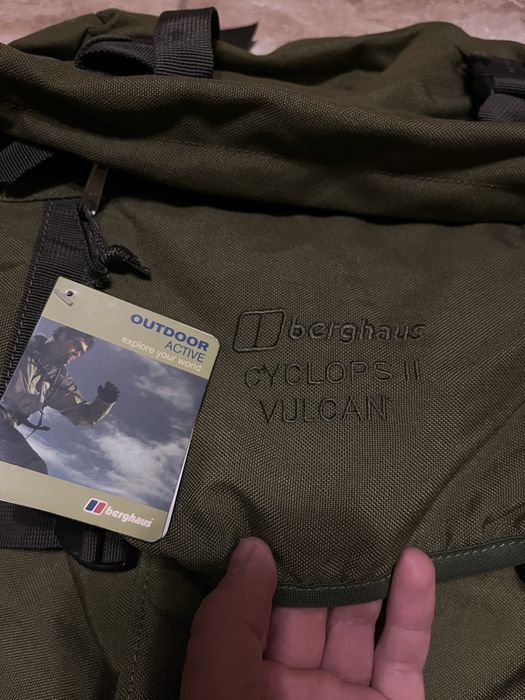 OUTDOOR
ACTIVE
explore your world
berghaus
berghaus
CYCLOPS II
VULCAN